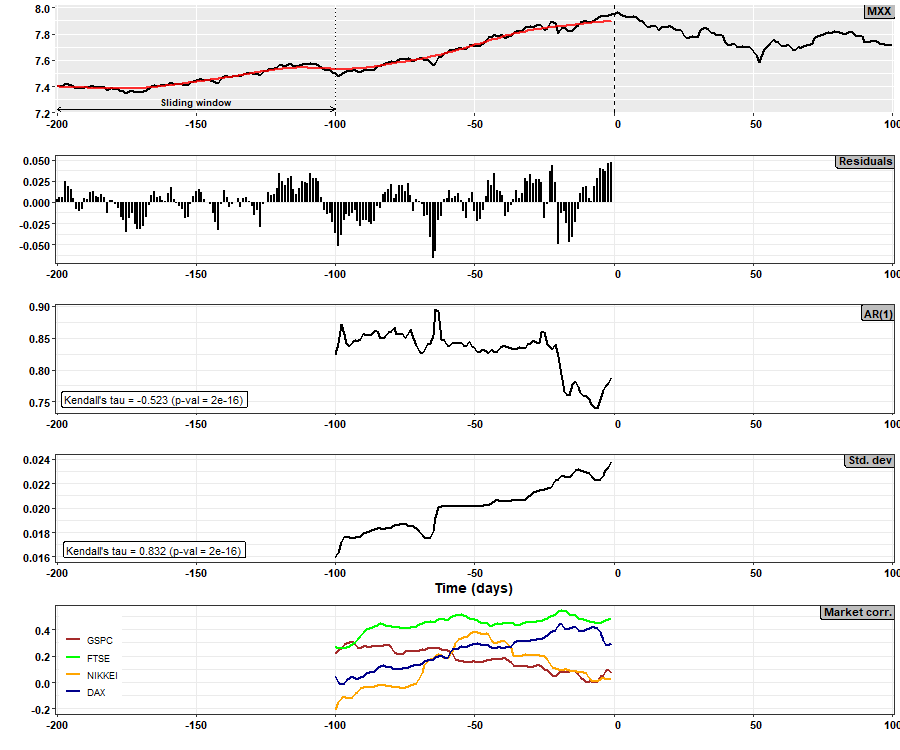 MXX
8.0
7.8
7.6
7.4
7.2
Sliding window
-200 -150 -100 -50 0 50 100
Residuals
0.050
0.025
0.000
-0.025
-0.050
-200 -150 -100 -50 0 50 100
AR(1)
0.90
0.85
0.80
0.75
Kendall's tau = -0.523 (p-val = 2e-16)
-200 -150 -100 -50 0 50 100
Std. dev
0.024
0.022
0.020
0.018
0.016
Kendall's tau = 0.832 (p-val = 2e-16)
-200 -150 -100 -50 0 50 100
Time (days)
Market corr.
0.4
0.2
0.0
-0.2
GSPC
FTSE
NIKKEI
DAX
-200 -150 -100 -50 0 50 100